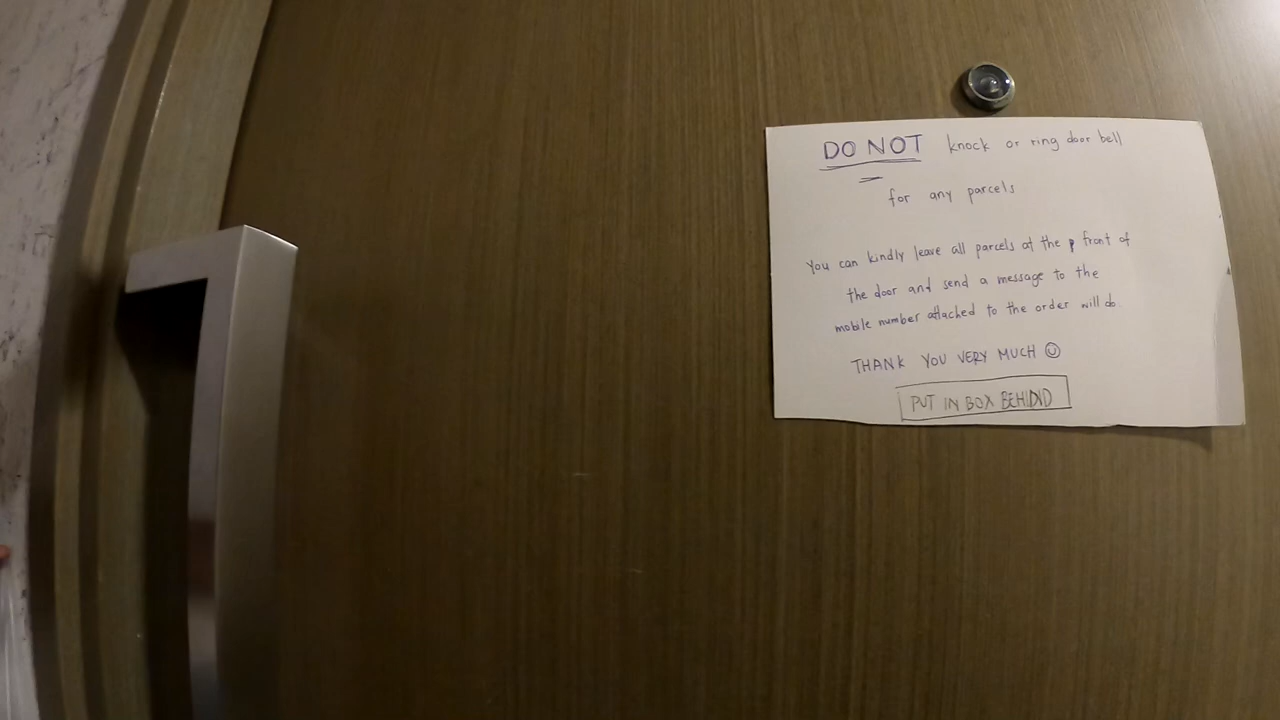 DO NOT knock or ring door bell
for any parcels
You can kindly leave all parcels at the front of
the door and send a message to the
mobile number attached to the order will do.
THANK YOU VERY MUCH ☺
PUT IN BOX BEHIND